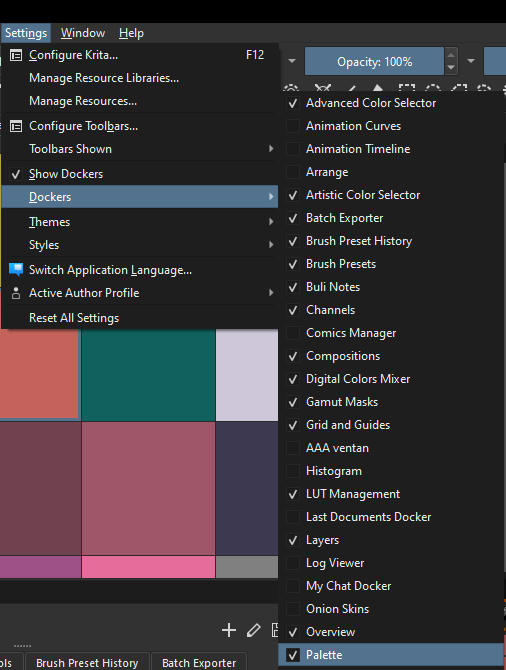 Settings Window Help
Configure Krita... F12
Manage Resource Libraries...
Manage Resources...
Configure Toolbars...
Toolbars Shown
Show Dockers
Dockers
Themes
Styles
Switch Application Language...
Active Author Profile
Reset All Settings
Opacity: 100%
Advanced Color Selector
Animation Curves
Animation Timeline
Arrange
Artistic Color Selector
Batch Exporter
Brush Preset History
Brush Presets
Buli Notes
Channels
Comics Manager
Compositions
Digital Colors Mixer
Gamut Masks
Grid and Guides
AAA ventan
Histogram
LUT Management
Last Documents Docker
Layers
Log Viewer
My Chat Docker
Onion Skins
Overview
Palette
ols Brush Preset History Batch Exporter